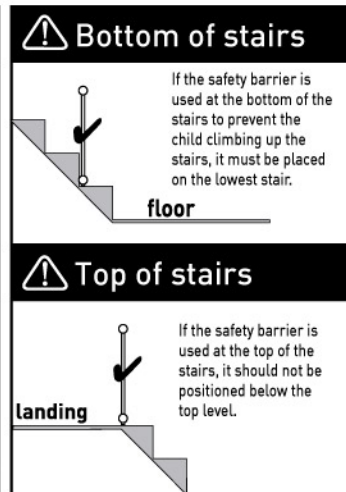 Bottom of stairs
If the safety barrier is
used at the bottom of the
stairs to prevent the
child climbing up the
stairs, it must be placed
on the lowest stair.
floor
Top of stairs
If the safety barrier is
used at the top of the
stairs, it should not be
positioned below the
top level.
landing